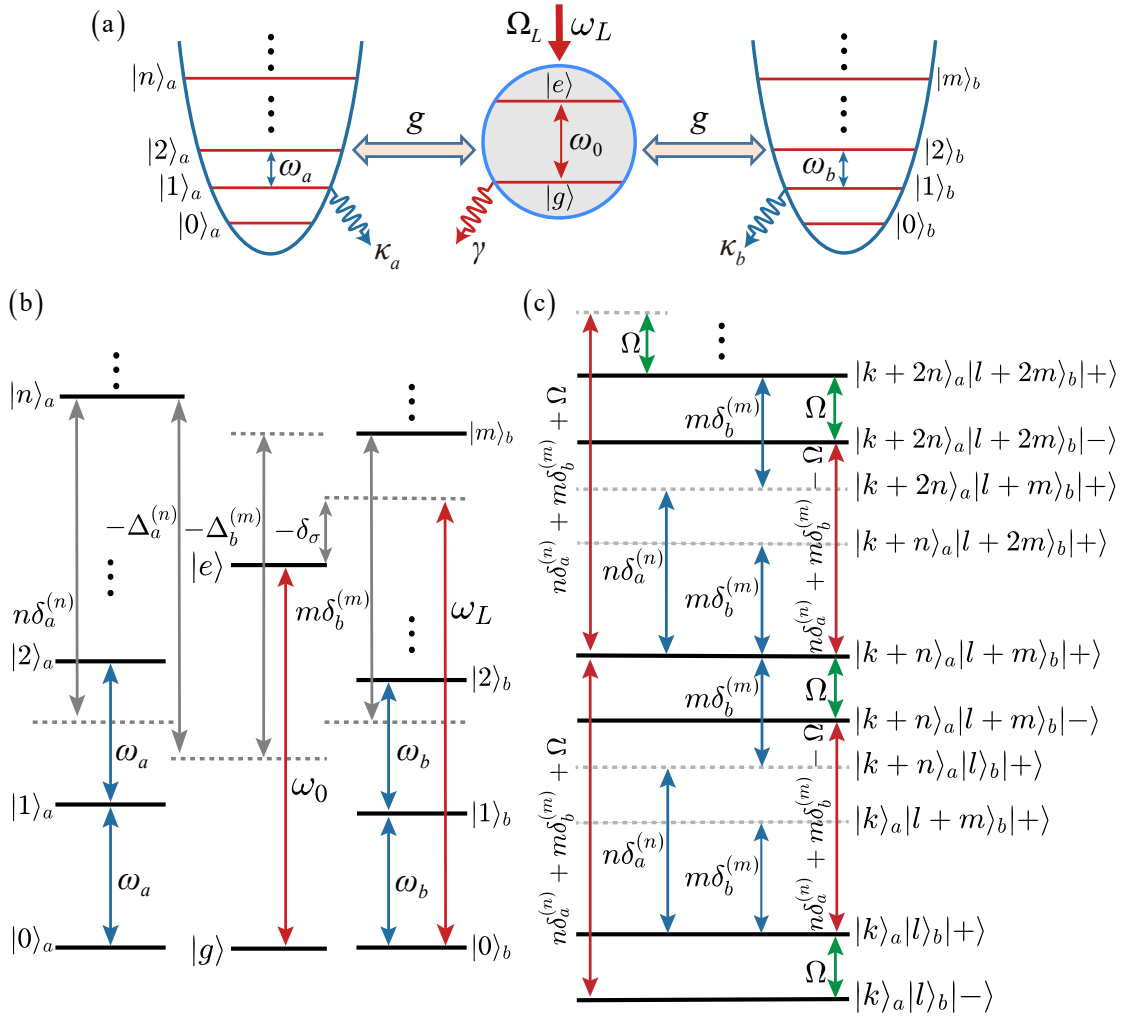 (a)
Ω_L ω_L
|n⟩_a
|2⟩_a
|1⟩_a
|0⟩_a
ω_a
κ_a
g
|e⟩
ω_0
|g⟩
γ
g
|m⟩_b
|2⟩_b
|1⟩_b
|0⟩_b
ω_b
κ_b
(b)
|n⟩_a
|2⟩_a
|1⟩_a
|0⟩_a
nδ_a^(n)
-Δ_a^(n)
-Δ_b^(m)
-δ_σ
|e⟩
|g⟩
mδ_b^(m)
ω_a
ω_a
ω_0
ω_L
ω_b
ω_b
|m⟩_b
|2⟩_b
|1⟩_b
|0⟩_b
(c)
Ω
|k + 2n⟩_a|l + 2m⟩_b|+⟩
Ω
|k + 2n⟩_a|l + 2m⟩_b|−⟩
|k + 2n⟩_a|l + m⟩_b|+⟩
|k + n⟩_a|l + 2m⟩_b|+⟩
|k + n⟩_a|l + m⟩_b|+⟩
Ω
|k + n⟩_a|l + m⟩_b|−⟩
|k + n⟩_a|l⟩_b|+⟩
|k⟩_a|l + m⟩_b|+⟩
|k⟩_a|l⟩_b|+⟩
Ω
|k⟩_a|l⟩_b|−⟩
nδ_a^(n) + mδ_b^(m) + Ω
mδ_b^(m)
nδ_a^(n)
mδ_b^(m)
nδ_a^(n) + mδ_b^(m) − Ω
nδ_a^(n) + mδ_b^(m) + Ω
mδ_b^(m)
nδ_a^(n)
mδ_b^(m)
nδ_a^(n) + mδ_b^(m) − Ω